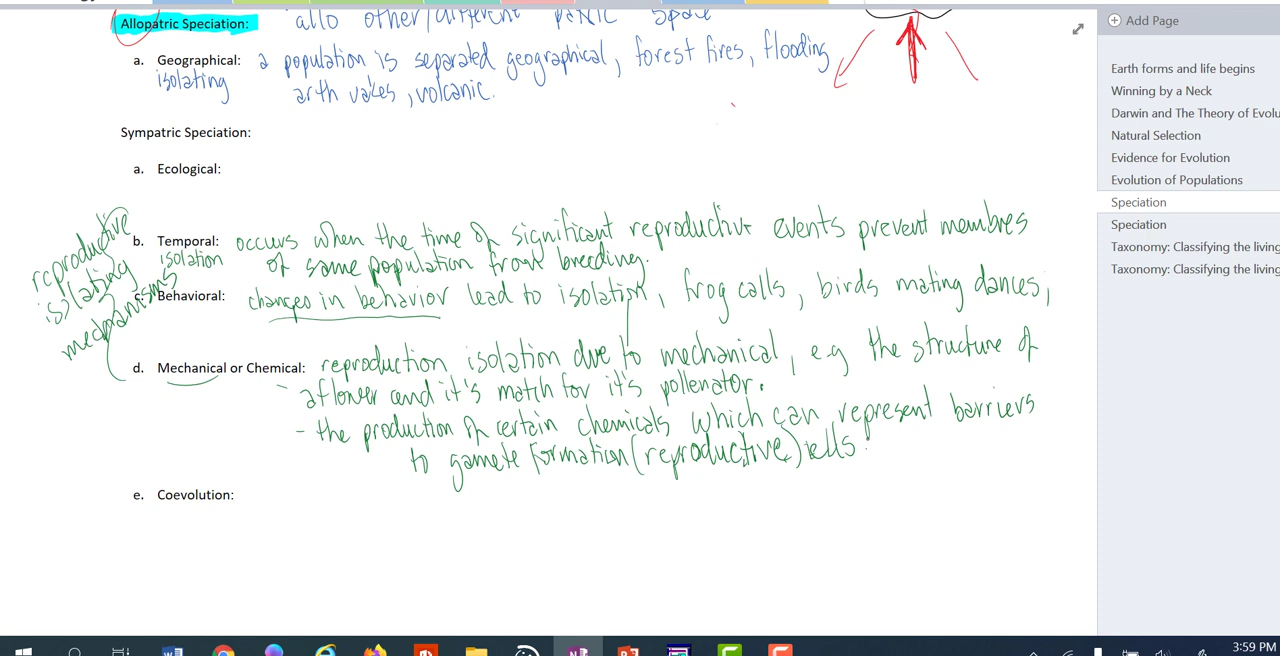 Allopatric Speciation: allo other/different patric space
Add Page
a. Geographical: a population is separated geographical, forest fires, flooding
isolating arth vakes, volcanic.
Earth forms and life begins
Winning by a Neck
Darwin and The Theory of Evolu
Natural Selection
Evidence for Evolution
Evolution of Populations
Speciation
Speciation
Taxonomy: Classifying the living
Taxonomy: Classifying the living
Sympatric Speciation:
a. Ecological:
reproductive
isolating
mechanisms
b. Temporal: occurs when the time of significant reproductive events prevent membres
isolation of same population from breeding.
c. Behavioral: changes in behavior lead to isolation, frog calls, birds mating dances,
d. Mechanical or Chemical: reproduction isolation due to mechanical, e.g the structure of
- a flower and it's match for it's pollenator.
- the production of certain chemicals which can represent barriers
to gamete formation (reproductive) cells.
e. Coevolution:
3:59 PM